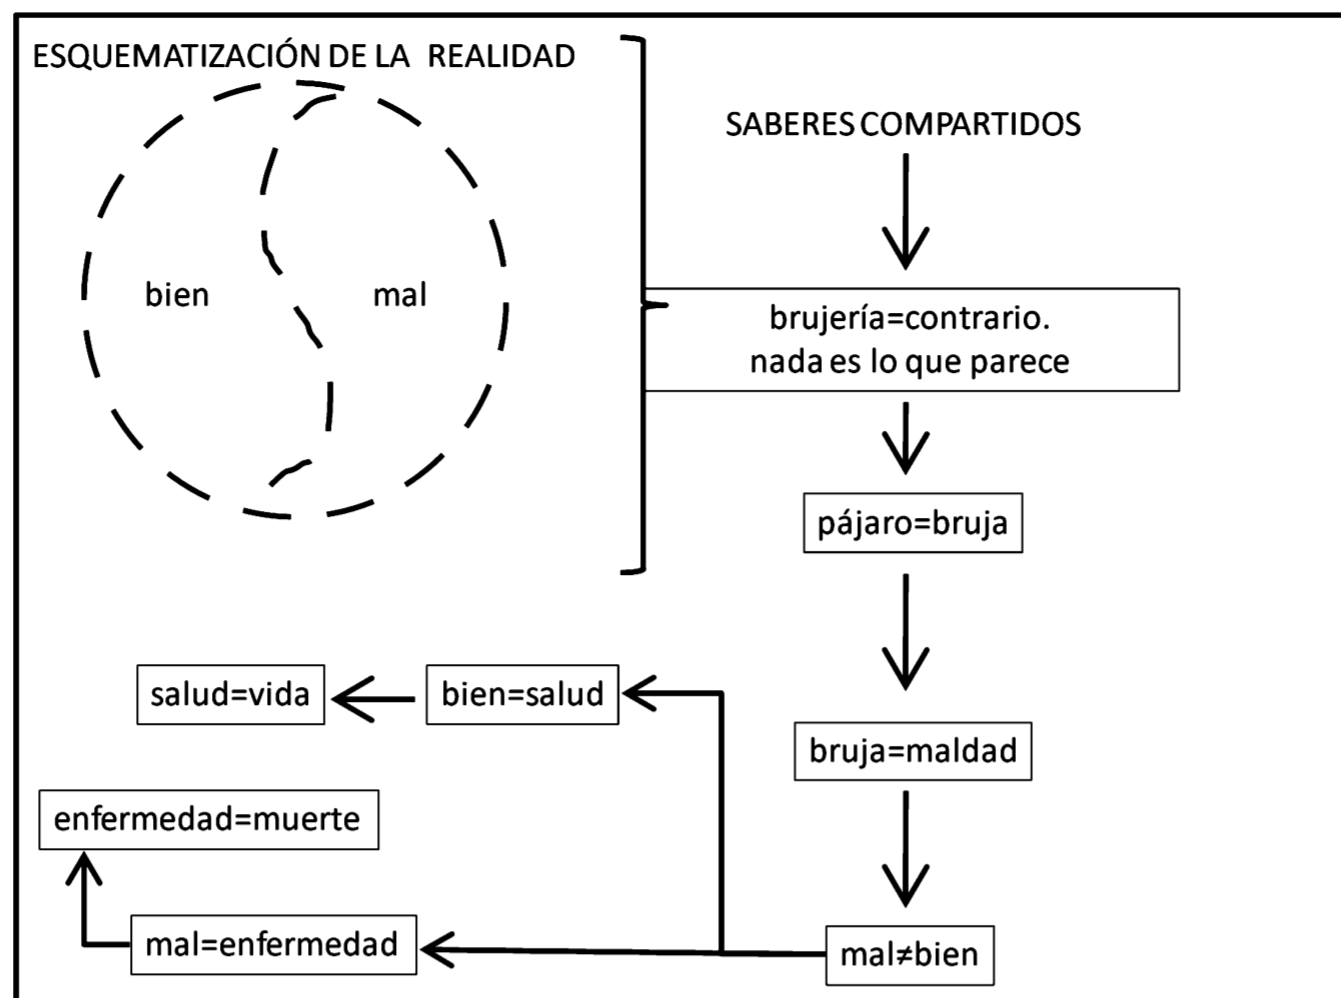 ESQUEMATIZACIÓN DE LA REALIDAD
bien
mal
SABERES COMPARTIDOS
brujería=contrario.
nada es lo que parece
pájaro=bruja
bruja=maldad
mal≠bien
bien=salud
salud=vida
mal=enfermedad
enfermedad=muerte